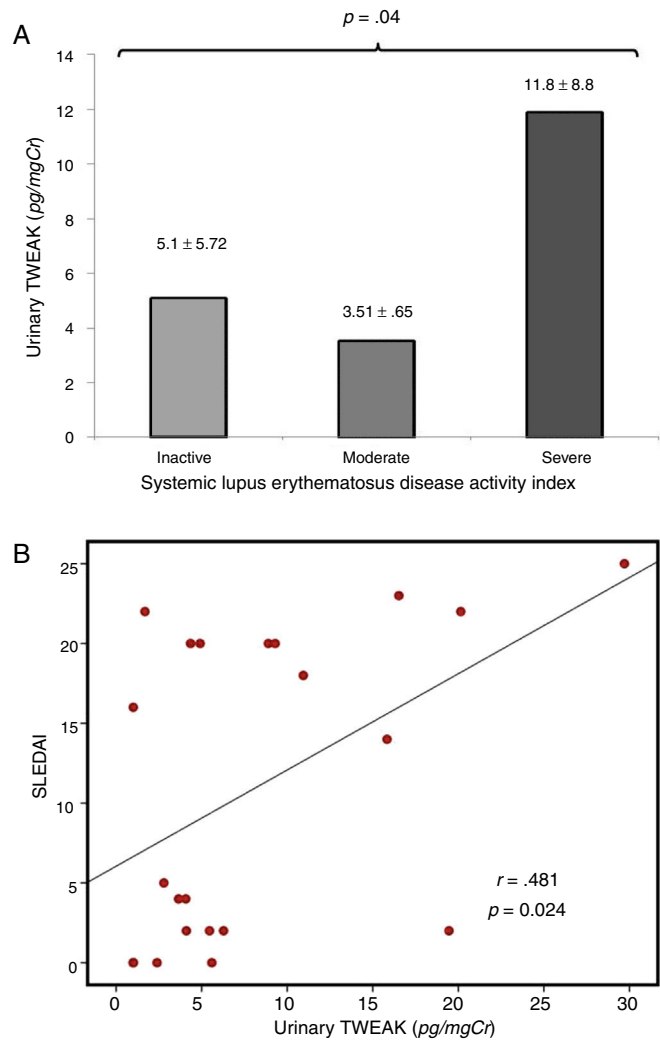 A
p = .04
14
12
10
8
6
4
2
0
Urinary TWEAK (pg/mgCr)
5.1 ± 5.72
3.51 ± .65
11.8 ± 8.8
Inactive Moderate Severe
Systemic lupus erythematosus disease activity index
B
25
20
15
10
5
0
SLEDAI
r = .481
p = 0.024
0 5 10 15 20 25 30
Urinary TWEAK (pg/mgCr)